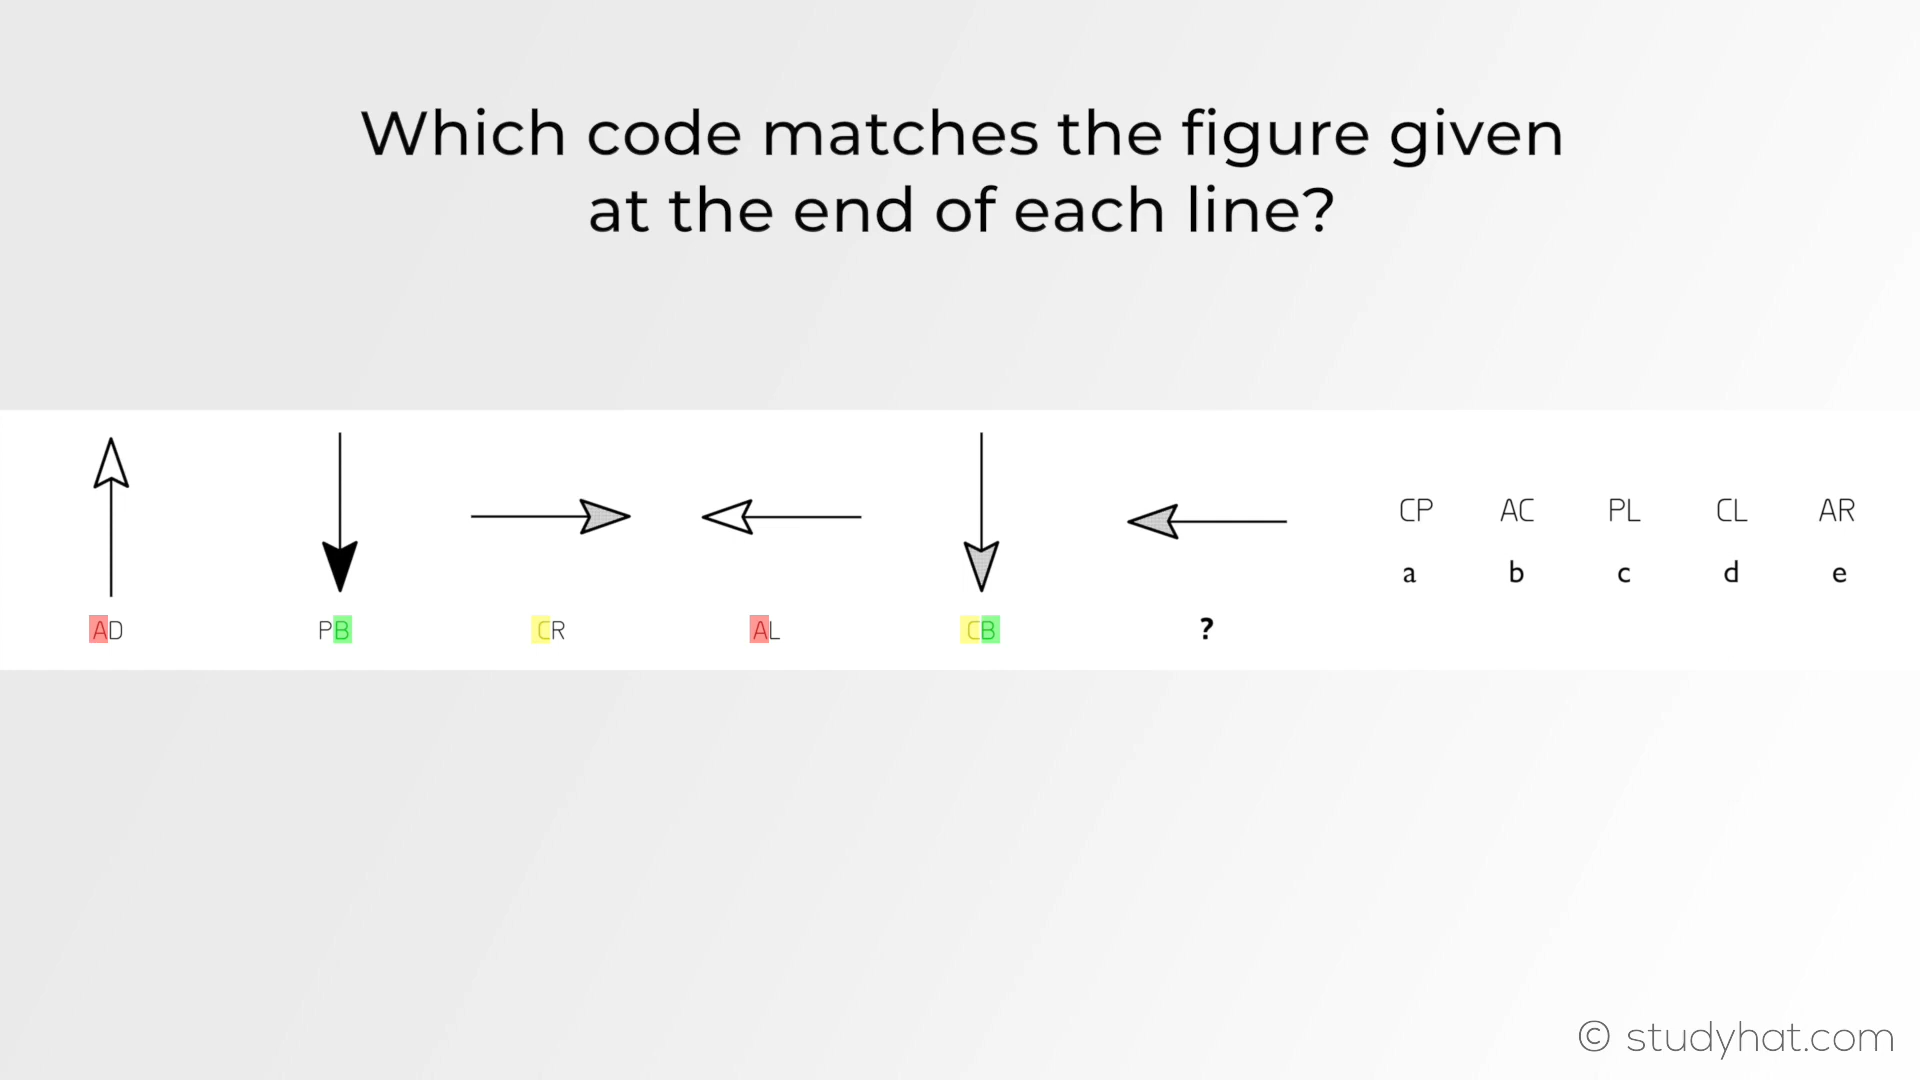 Which code matches the figure given
at the end of each line?
CP AC PL CL AR
a b c d e
AD PB CR AL CB ?
© studyhat.com